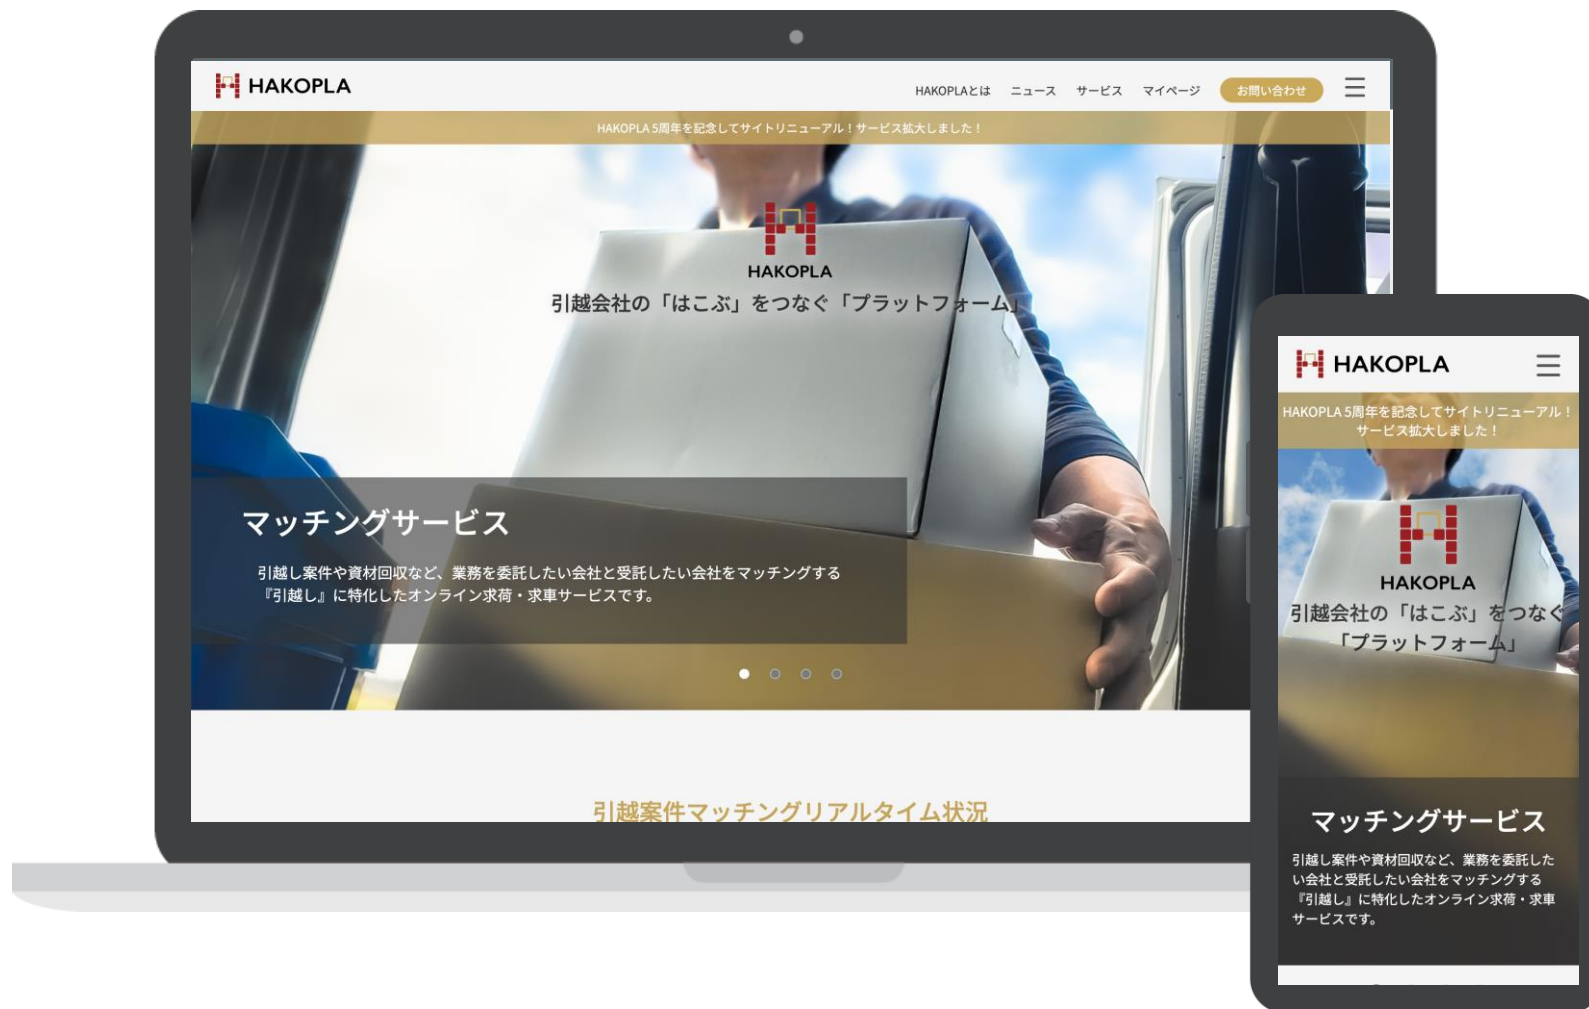 HAKOPLA
HAKOPLAとは ニュース サービス マイページ お問い合わせ
HAKOPLA 5周年を記念してサイトリニューアル！サービス拡大しました！
HAKOPLA
引越会社の「はこぶ」をつなぐ「プラットフォーム」
マッチングサービス
引越し案件や資材回収など、業務を委託したい会社と受託したい会社をマッチングする
『引越し』に特化したオンライン求荷・求車サービスです。
引越案件マッチングリアルタイム状況
HAKOPLA
HAKOPLA 5周年を記念してサイトリニューアル！
サービス拡大しました！
HAKOPLA
引越会社の「はこぶ」をつなぐ
「プラットフォーム」
マッチングサービス
引越し案件や資材回収など、業務を委託した
い会社と受託したい会社をマッチングする
『引越し』に特化したオンライン求荷・求車
サービスです。